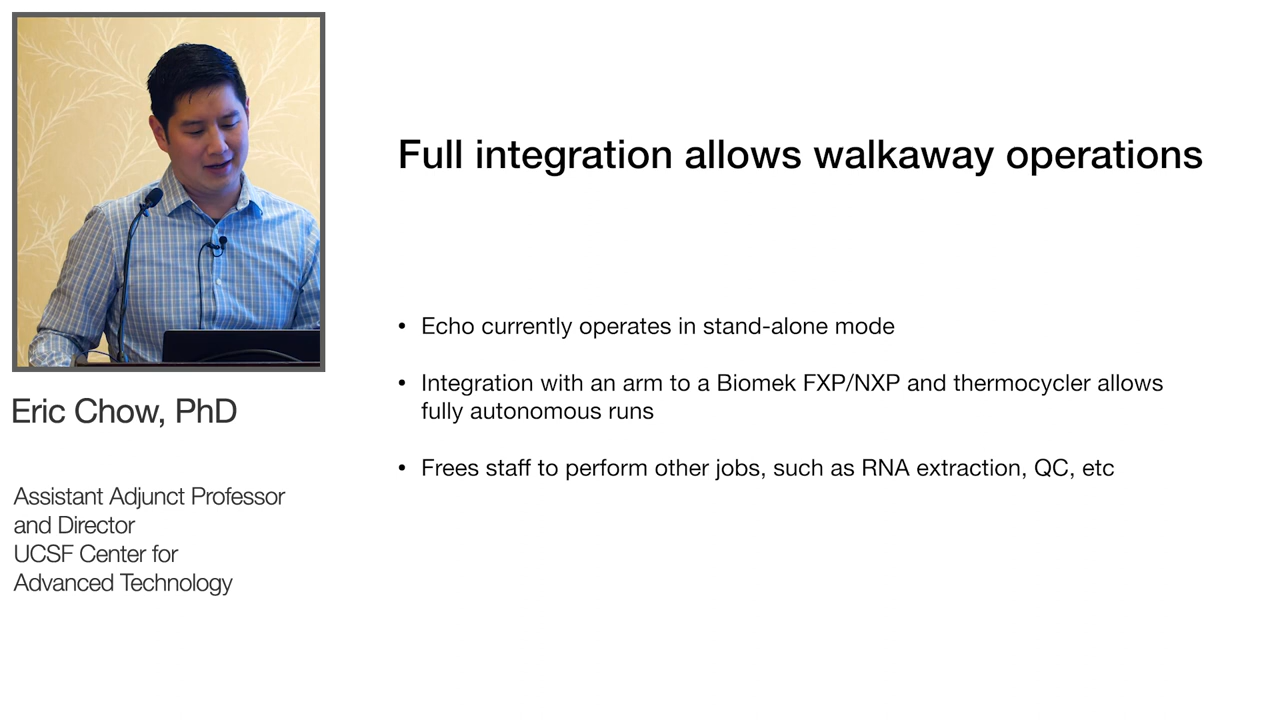 Full integration allows walkaway operations
• Echo currently operates in stand-alone mode
• Integration with an arm to a Biomek FXP/NXP and thermocycler allows
fully autonomous runs
• Frees staff to perform other jobs, such as RNA extraction, QC, etc
Eric Chow, PhD
Assistant Adjunct Professor
and Director
UCSF Center for
Advanced Technology